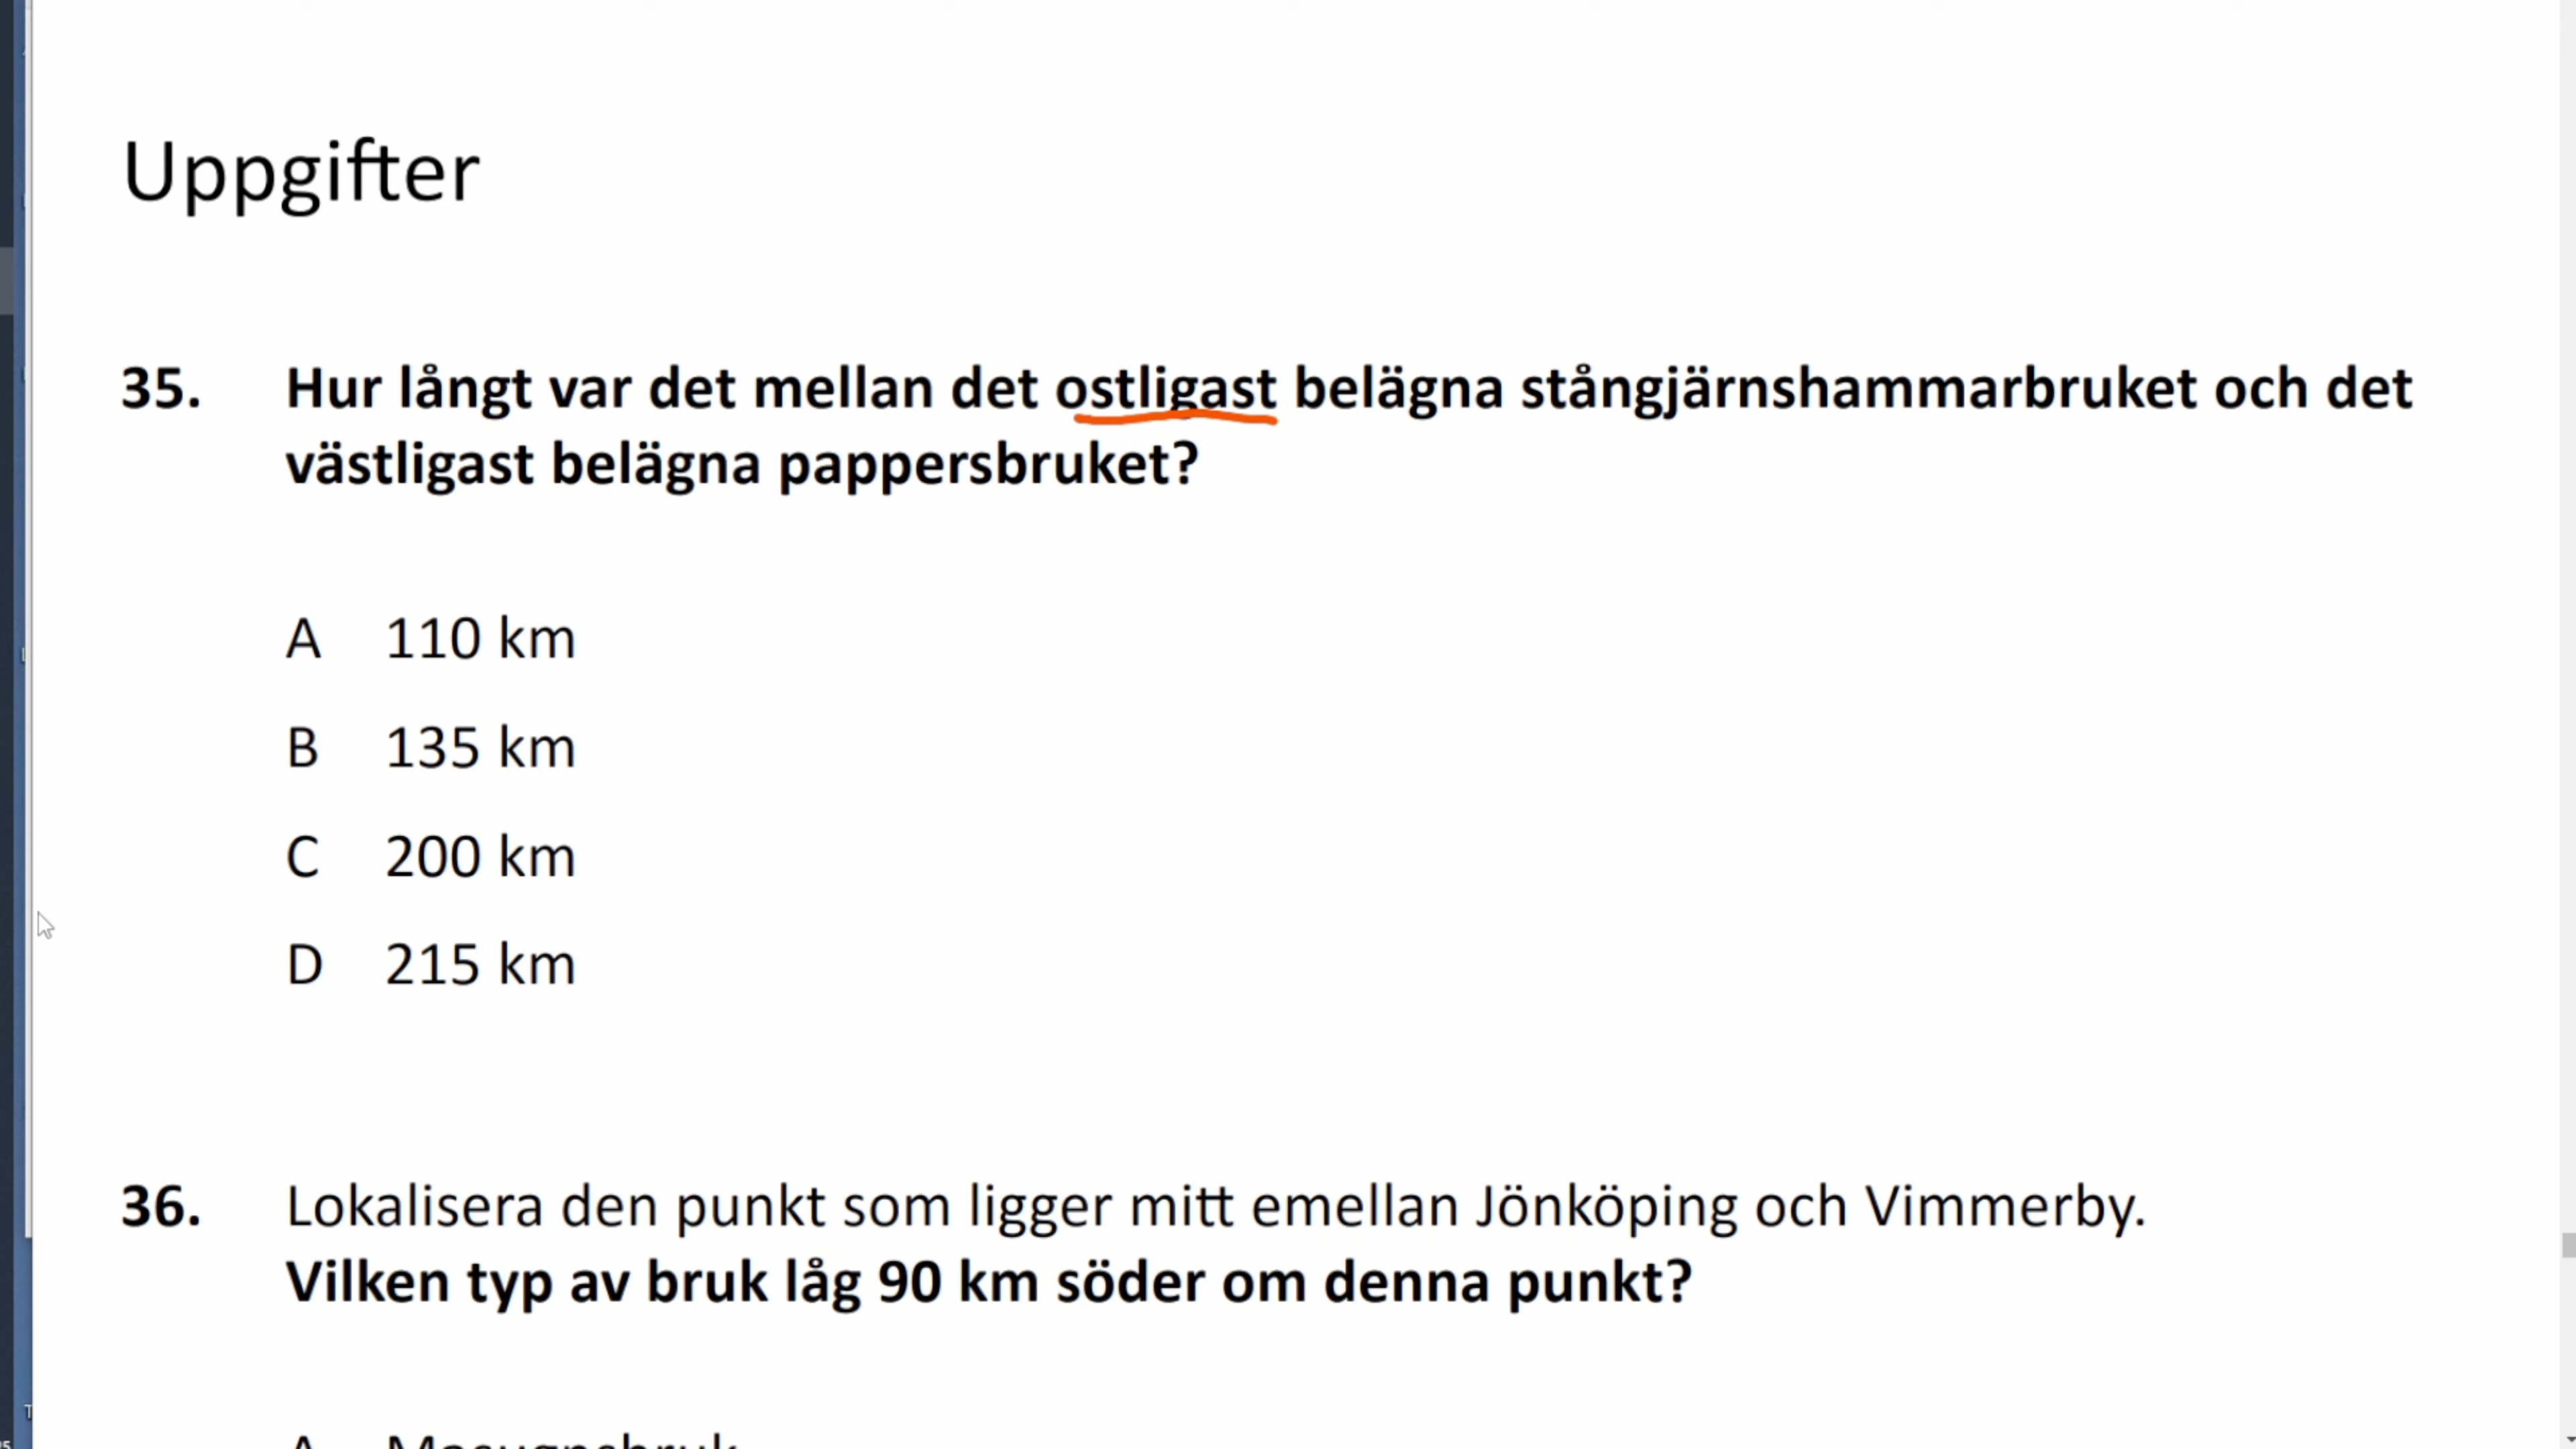 Uppgifter
35. Hur långt var det mellan det ostligast belägna stångjärnshammarbruket och det
västligast belägna pappersbruket?
A 110 km
B 135 km
C 200 km
D 215 km
36. Lokalisera den punkt som ligger mitt emellan Jönköping och Vimmerby.
Vilken typ av bruk låg 90 km söder om denna punkt?
A Masugnsbruk